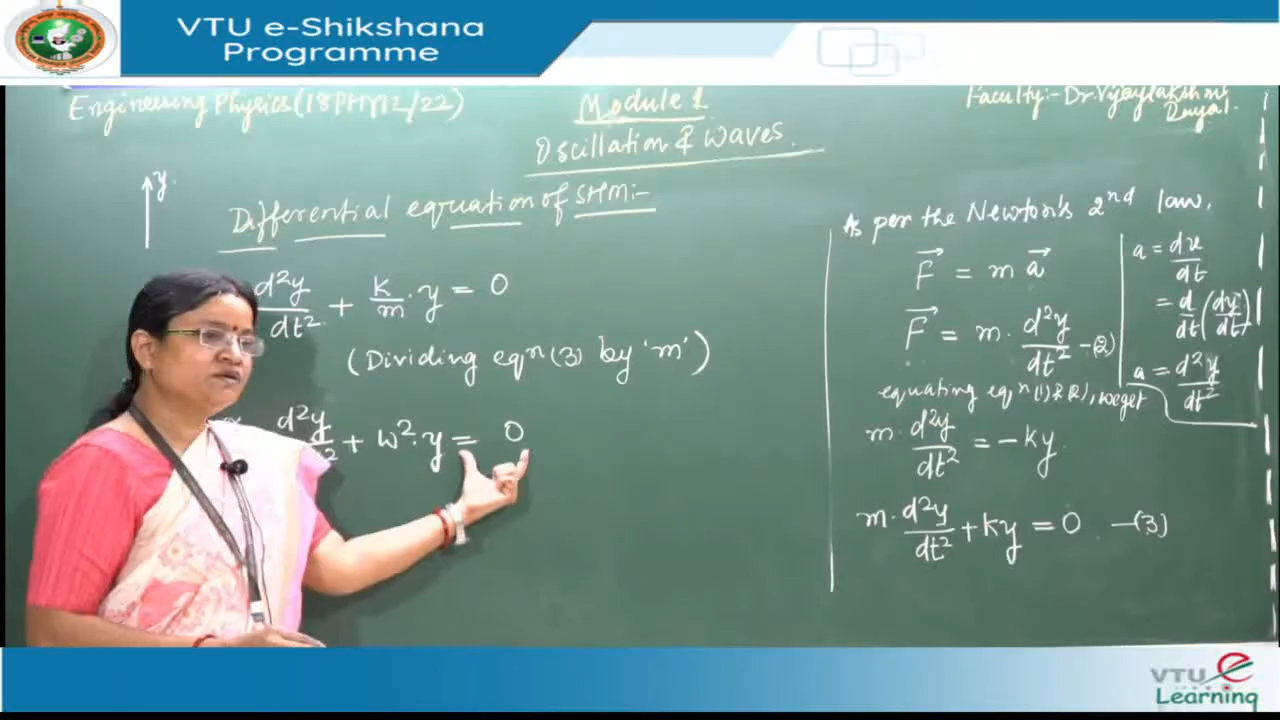 VTU e-Shikshana
Programme
Engineering Physics (18PHY12/22)
Module 1
Faculty:- Dr. Vijaylakshmi
Dayal.
Oscillation & Waves.
y.
Differential equation of SHM:-
d²y + k/m · y = 0
dt²
(Dividing eqⁿ (3) by 'm')
d²y + ω². y = 0
As per the Newton's 2nd law,
F⃗ = m a⃗
F⃗ = m. d²y/dt² -(2)
equating eqⁿ (1) & (2), we get
m. d²y/dt² = -ky.
m. d²y/dt² + ky = 0 -(3)
a = dv/dt
= d/dt (dy/dt)
a = d²y/dt²
VTU e
Learning